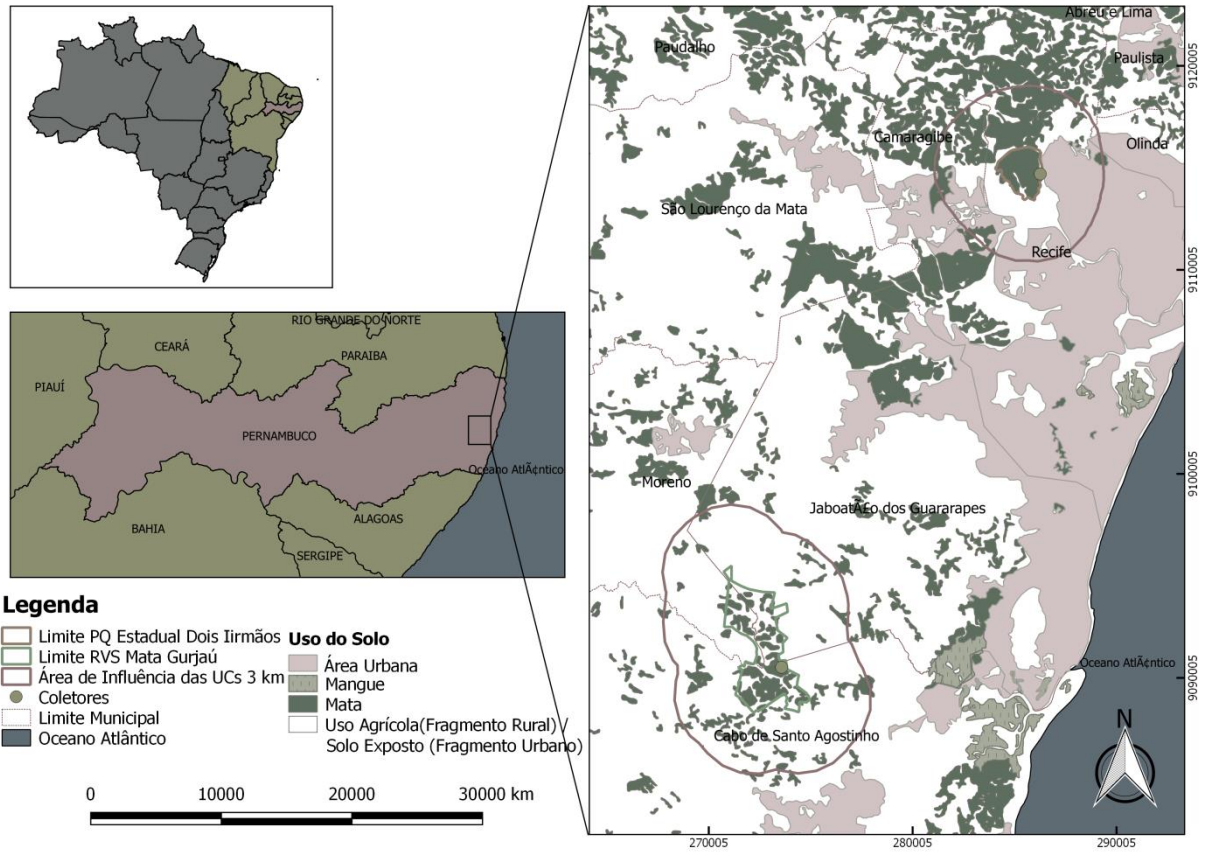 RIO GRANDE DO NORTE
CEARÁ
PARAIBA
PIAUÍ
PERNAMBUCO
Oceano AtlÃ¢ntico
ALAGOAS
BAHIA
SERGIPE
Legenda
Limite PQ Estadual Dois Iirmãos
Limite RVS Mata Gurjaú
Área de Influência das UCs 3 km
Coletores
Limite Municipal
Oceano Atlântico
Uso do Solo
Área Urbana
Mangue
Mata
Uso Agrícola(Fragmento Rural) /
Solo Exposto (Fragmento Urbano)
0 10000 20000 30000 km
Abreu e Lima
Paudalho
Paulista
Camaragibe
Olinda
São Lourenço da Mata
Recife
Moreno
JaboatÃ£o dos Guararapes
Oceano AtlÃ¢ntico
Cabo de Santo Agostinho
N
9120005
9110005
9100005
9090005
270005 280005 290005